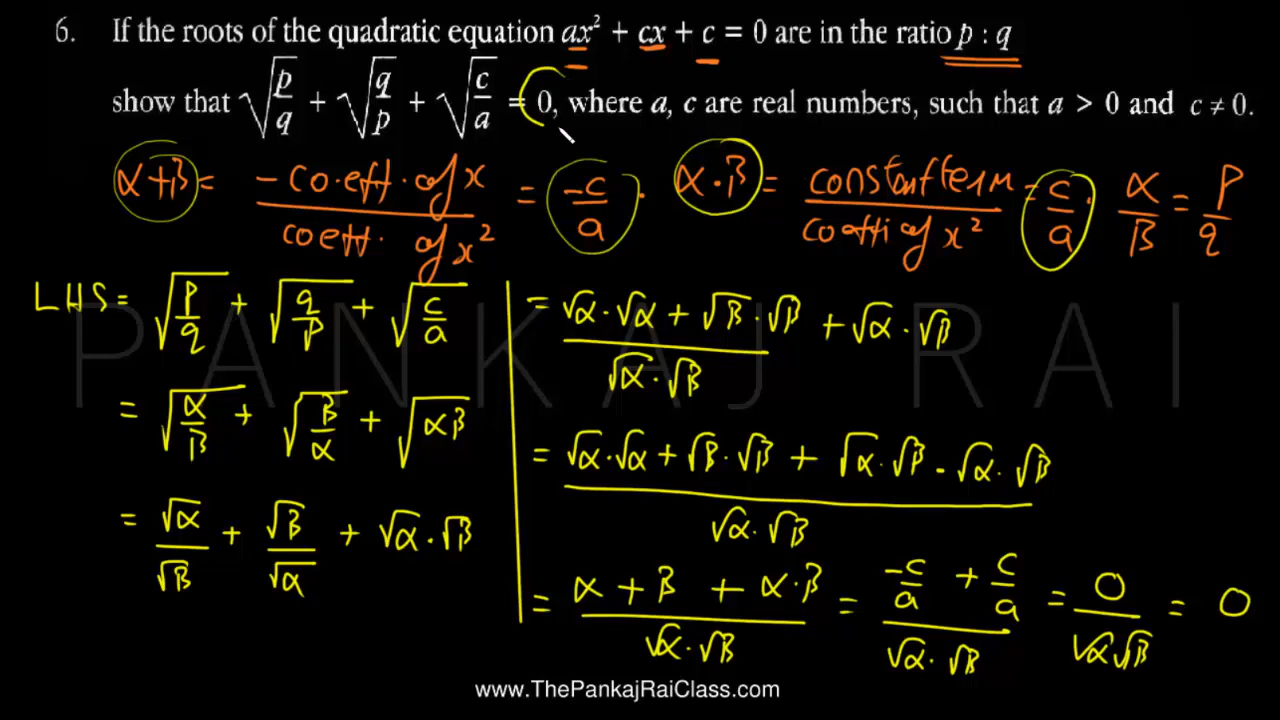 6. If the roots of the quadratic equation ax² + cx + c = 0 are in the ratio p : q
show that √(p/q) + √(q/p) + √(c/a) = 0, where a, c are real numbers, such that a > 0 and c ≠ 0.
α+β = -co.eff. of x / coeff. of x² = -c/a . α.β = constant term / coeffi of x² = c/a . α/β = p/q
LHS = √(p/q) + √(q/p) + √(c/a)
= √(α/β) + √(β/α) + √(αβ)
= √α/√β + √β/√α + √α.√β
= (√α.√α + √β.√β) / (√α.√β) + √α.√β
= (√α.√α + √β.√β + √α.√β - √α.√β) / (√α.√β)
= (α + β + α.β) / (√α.√β) = (-c/a + c/a) / (√α.√β) = 0 / (√α√β) = 0
PANKAJ RAI
www.ThePankajRaiClass.com